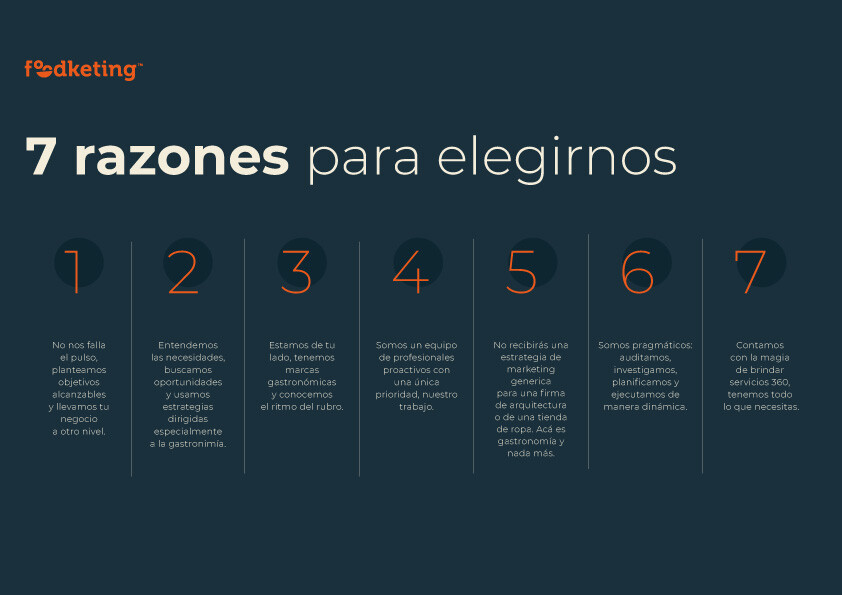 foodketing™
7 razones para elegirnos
1
No nos falla
el pulso,
planteamos
objetivos
alcanzables
y llevamos tu
negocio
a otro nivel.
2
Entendemos
las necesidades,
buscamos
oportunidades
y usamos
estrategias
dirigidas
especialmente
a la gastronimía.
3
Estamos de tu
lado, tenemos
marcas
gastronómicas
y conocemos
el ritmo del rubro.
4
Somos un equipo
de profesionales
proactivos con
una única
prioridad, nuestro
trabajo.
5
No recibirás una
estrategia de
marketing
generica
para una firma
de arquitectura
o de una tienda
de ropa. Acá es
gastronomía y
nada más.
6
Somos pragmáticos:
auditamos,
investigamos,
planificamos y
ejecutamos de
manera dinámica.
7
Contamos
con la magia
de brindar
servicios 360,
tenemos todo
lo que necesitas.